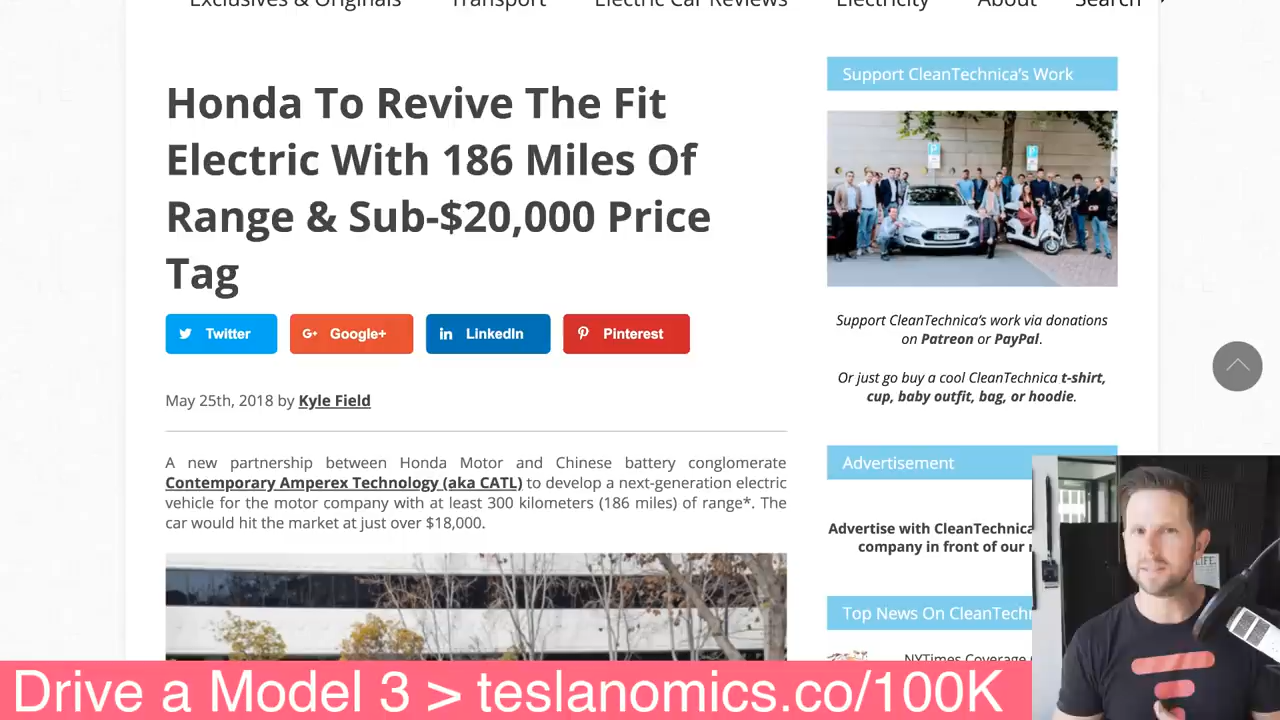 Exclusives & Originals Transport Electric Car Reviews Electricity About Search
Honda To Revive The Fit
Electric With 186 Miles Of
Range & Sub-$20,000 Price
Tag
Twitter Google+ LinkedIn Pinterest
May 25th, 2018 by Kyle Field
A new partnership between Honda Motor and Chinese battery conglomerate
Contemporary Amperex Technology (aka CATL) to develop a next-generation electric
vehicle for the motor company with at least 300 kilometers (186 miles) of range*. The
car would hit the market at just over $18,000.
Support CleanTechnica's Work
Support CleanTechnica's work via donations
on Patreon or PayPal.
Or just go buy a cool CleanTechnica t-shirt,
cup, baby outfit, bag, or hoodie.
Advertisement
Advertise with CleanTechnica
company in front of our
Top News On CleanTechn
NYTimes Coverage
LIFE.
Drive a Model 3 > teslanomics.co/100K